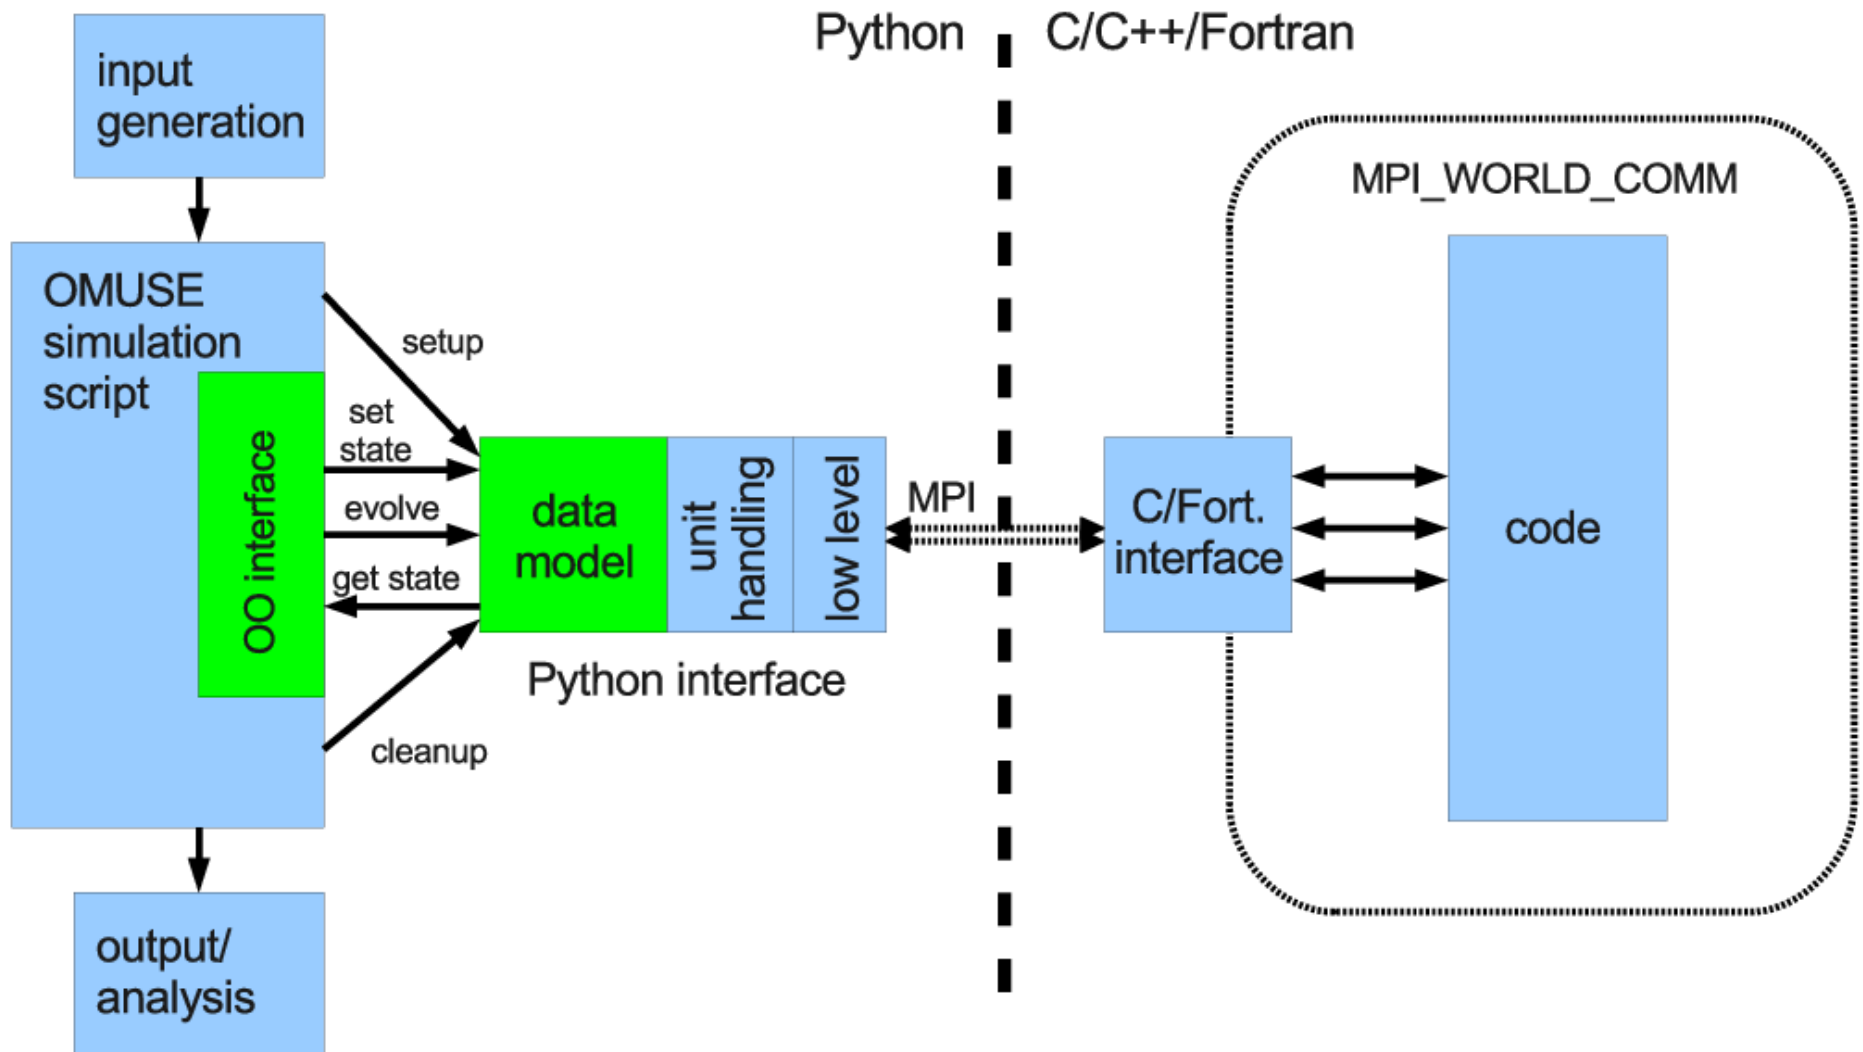 input
generation
Python
C/C++/Fortran
MPI_WORLD_COMM
OMUSE
simulation
script
OO interface
setup
set
state
evolve
get state
cleanup
data
model
unit
handling
low level
Python interface
MPI
C/Fort.
interface
code
output/
analysis